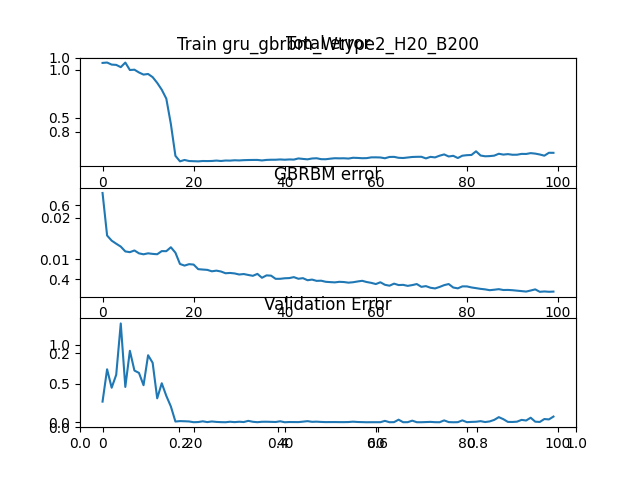 Total error
Train gru_gbrbm_Wtype2_H20_B200
1.0
1.0
0.5
0.8
0 20 40 60 80 100
GBRBM error
0.6
0.02
0.01
0.4
0 20 40 60 80 100
Validation Error
1.0
0.2
0.5
0.0
0.0
0.0 0 0.2 20 0.4 40 0.6 60 0.8 80 100 1.0